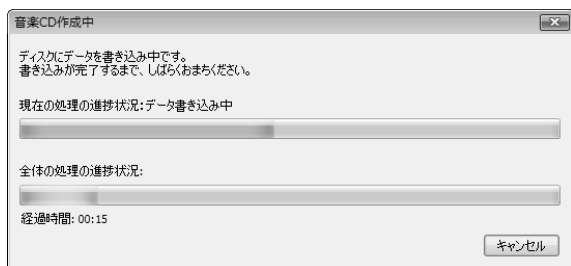 音楽CD作成中
ディスクにデータを書き込み中です。
書き込みが完了するまで、しばらくおまちください。
現在の処理の進捗状況:データ書き込み中
全体の処理の進捗状況:
経過時間: 00:15
キャンセル